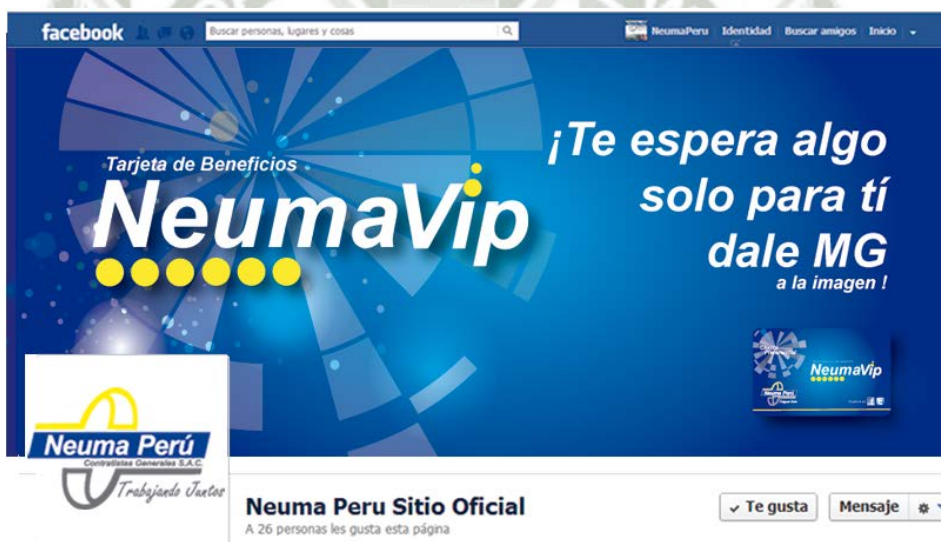 facebook
Buscar personas, lugares y cosas
NeumaPeru Identidad Buscar amigos Inicio
Tarjeta de Beneficios
NeumaVip
¡Te espera algo
solo para tí
dale MG
a la imagen !
NeumaVip
Neuma Perú
Neuma Perú
Contratistas Generales S.A.C.
Trabajando Juntos
Neuma Peru Sitio Oficial
A 26 personas les gusta esta página
Te gusta
Mensaje